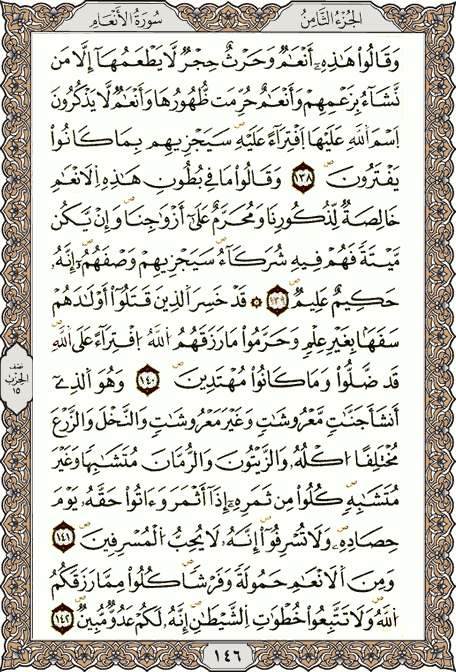 الجزء الثامن سورة الأنعام
وَقَالُوا۟ هَـٰذِهِۦٓ أَنْعَـٰمٌ وَحَرْثٌ حِجْرٌ لَّا يَطْعَمُهَآ إِلَّا مَن
نَّشَآءُ بِزَعْمِهِمْ وَأَنْعَـٰمٌ حُرِّمَتْ ظُهُورُهَا وَأَنْعَـٰمٌ لَّا يَذْكُرُونَ
ٱسْمَ ٱللَّهِ عَلَيْهَا ٱفْتِرَآءً عَلَيْهِ ۚ سَيَجْزِيهِم بِمَا كَانُوا۟
يَفْتَرُونَ ١٣٨ وَقَالُوا۟ مَا فِى بُطُونِ هَـٰذِهِ ٱلْأَنْعَـٰمِ
خَالِصَةٌ لِّذُكُورِنَا وَمُحَرَّمٌ عَلَىٰٓ أَزْوَٰجِنَا ۖ وَإِن يَكُن
مَّيْتَةً فَهُمْ فِيهِ شُرَكَآءُ ۚ سَيَجْزِيهِمْ وَصْفَهُمْ ۚ إِنَّهُۥ
حَكِيمٌ عَلِيمٌ ١٣٩ ۞ قَدْ خَسِرَ ٱلَّذِينَ قَتَلُوٓا۟ أَوْلَـٰدَهُمْ
سَفَهًۢا بِغَيْرِ عِلْمٍ وَحَرَّمُوا۟ مَا رَزَقَهُمُ ٱللَّهُ ٱفْتِرَآءً عَلَى ٱللَّهِ ۚ
قَدْ ضَلُّوا۟ وَمَا كَانُوا۟ مُهْتَدِينَ ١٤٠ وَهُوَ ٱلَّذِىٓ
أَنشَأَ جَنَّـٰتٍ مَّعْرُوشَـٰتٍ وَغَيْرَ مَعْرُوشَـٰتٍ وَٱلنَّخْلَ وَٱلزَّرْعَ
مُخْتَلِفًا أُكُلُهُۥ وَٱلزَّيْتُونَ وَٱلرُّمَّانَ مُتَشَـٰبِهًا وَغَيْرَ
مُتَشَـٰبِهٍ ۚ كُلُوا۟ مِن ثَمَرِهِۦٓ إِذَآ أَثْمَرَ وَءَاتُوا۟ حَقَّهُۥ يَوْمَ
حَصَادِهِۦ ۖ وَلَا تُسْرِفُوٓا۟ ۚ إِنَّهُۥ لَا يُحِبُّ ٱلْمُسْرِفِينَ ١٤١
وَمِنَ ٱلْأَنْعَـٰمِ حَمُولَةً وَفَرْشًا ۚ كُلُوا۟ مِمَّا رَزَقَكُمُ
ٱللَّهُ وَلَا تَتَّبِعُوا۟ خُطُوَٰتِ ٱلشَّيْطَـٰنِ ۚ إِنَّهُۥ لَكُمْ عَدُوٌّ مُّبِينٌ ١٤٢
نصف
الحزب
١٥
١٤٦